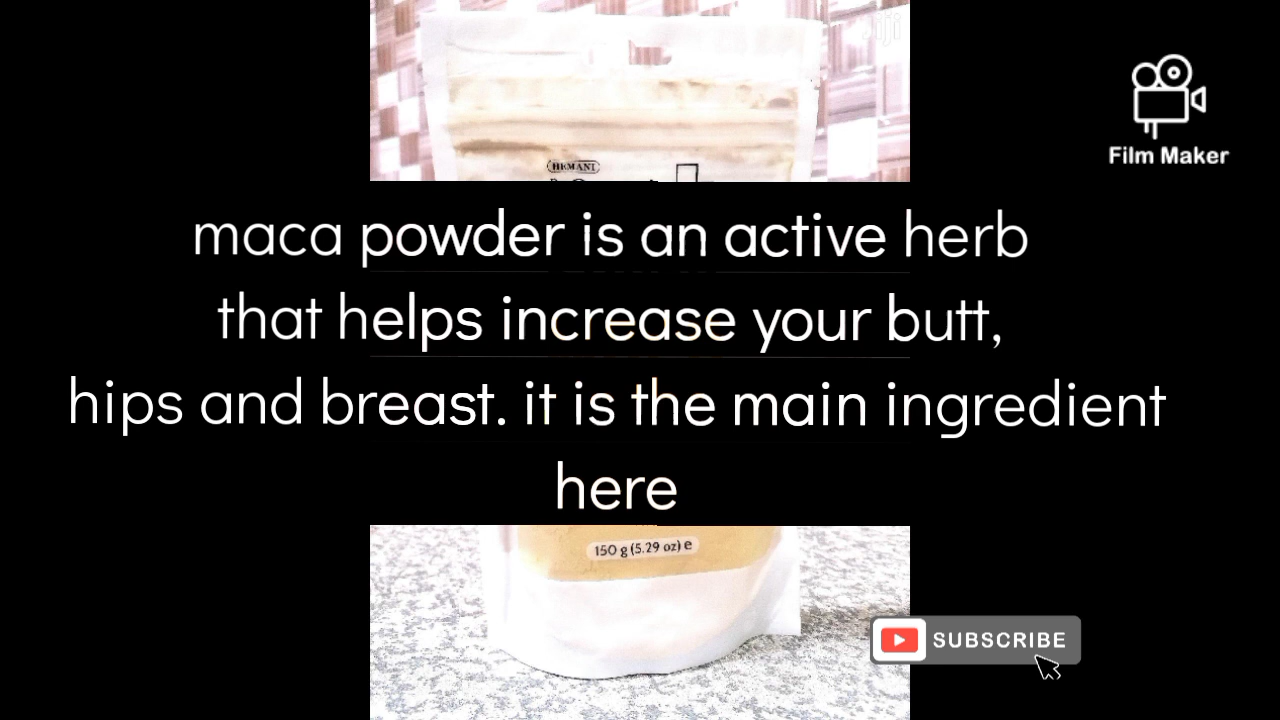 Jiji
HEMANI
Film Maker
maca powder is an active herb
that helps increase your butt,
hips and breast. it is the main ingredient
here
150 g (5.29 oz) e
SUBSCRIBE